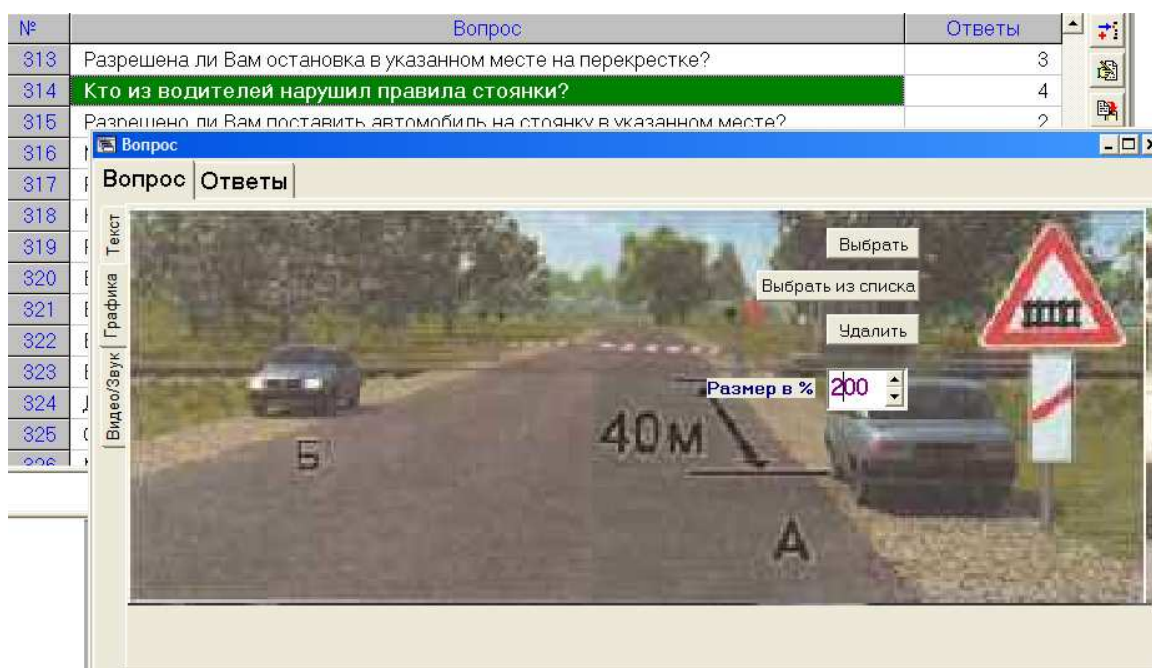 № Вопрос Ответы
313 Разрешена ли Вам остановка в указанном месте на перекрестке? 3
314 Кто из водителей нарушил правила стоянки? 4
315 Разрешено ли Вам поставить автомобиль на стоянку в указанном месте? 2
316
Вопрос
317
Вопрос Ответы
318
319
320
321
322
323
324
325
326
Текст
Графика
Видео/Звук
Выбрать
Выбрать из списка
Удалить
Размер в % 200
40м
Б
А